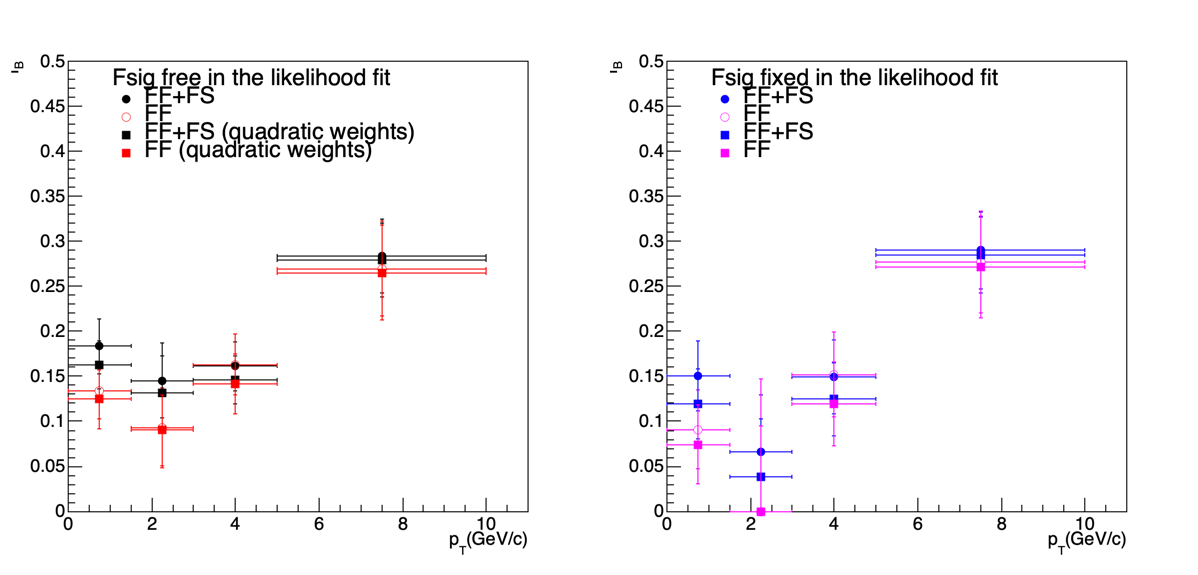 Fsig free in the likelihood fit
FF+FS
FF
FF+FS (quadratic weights)
FF (quadratic weights)
0.5
0.45
0.4
0.35
0.3
0.25
0.2
0.15
0.1
0.05
0
0 2 4 6 8 10
pT(GeV/c)
Fsig fixed in the likelihood fit
FF+FS
FF
FF+FS
FF
0.5
0.45
0.4
0.35
0.3
0.25
0.2
0.15
0.1
0.05
0
0 2 4 6 8 10
pT(GeV/c)